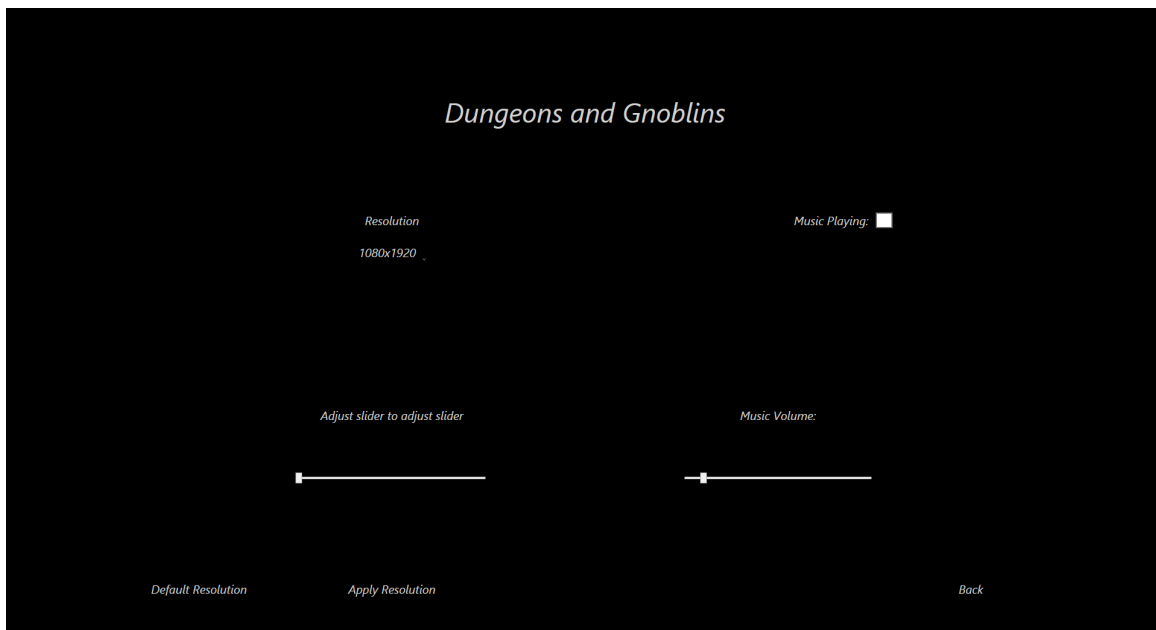 Dungeons and Gnoblins
Resolution
Music Playing:
1080x1920
Adjust slider to adjust slider
Music Volume:
Default Resolution
Apply Resolution
Back